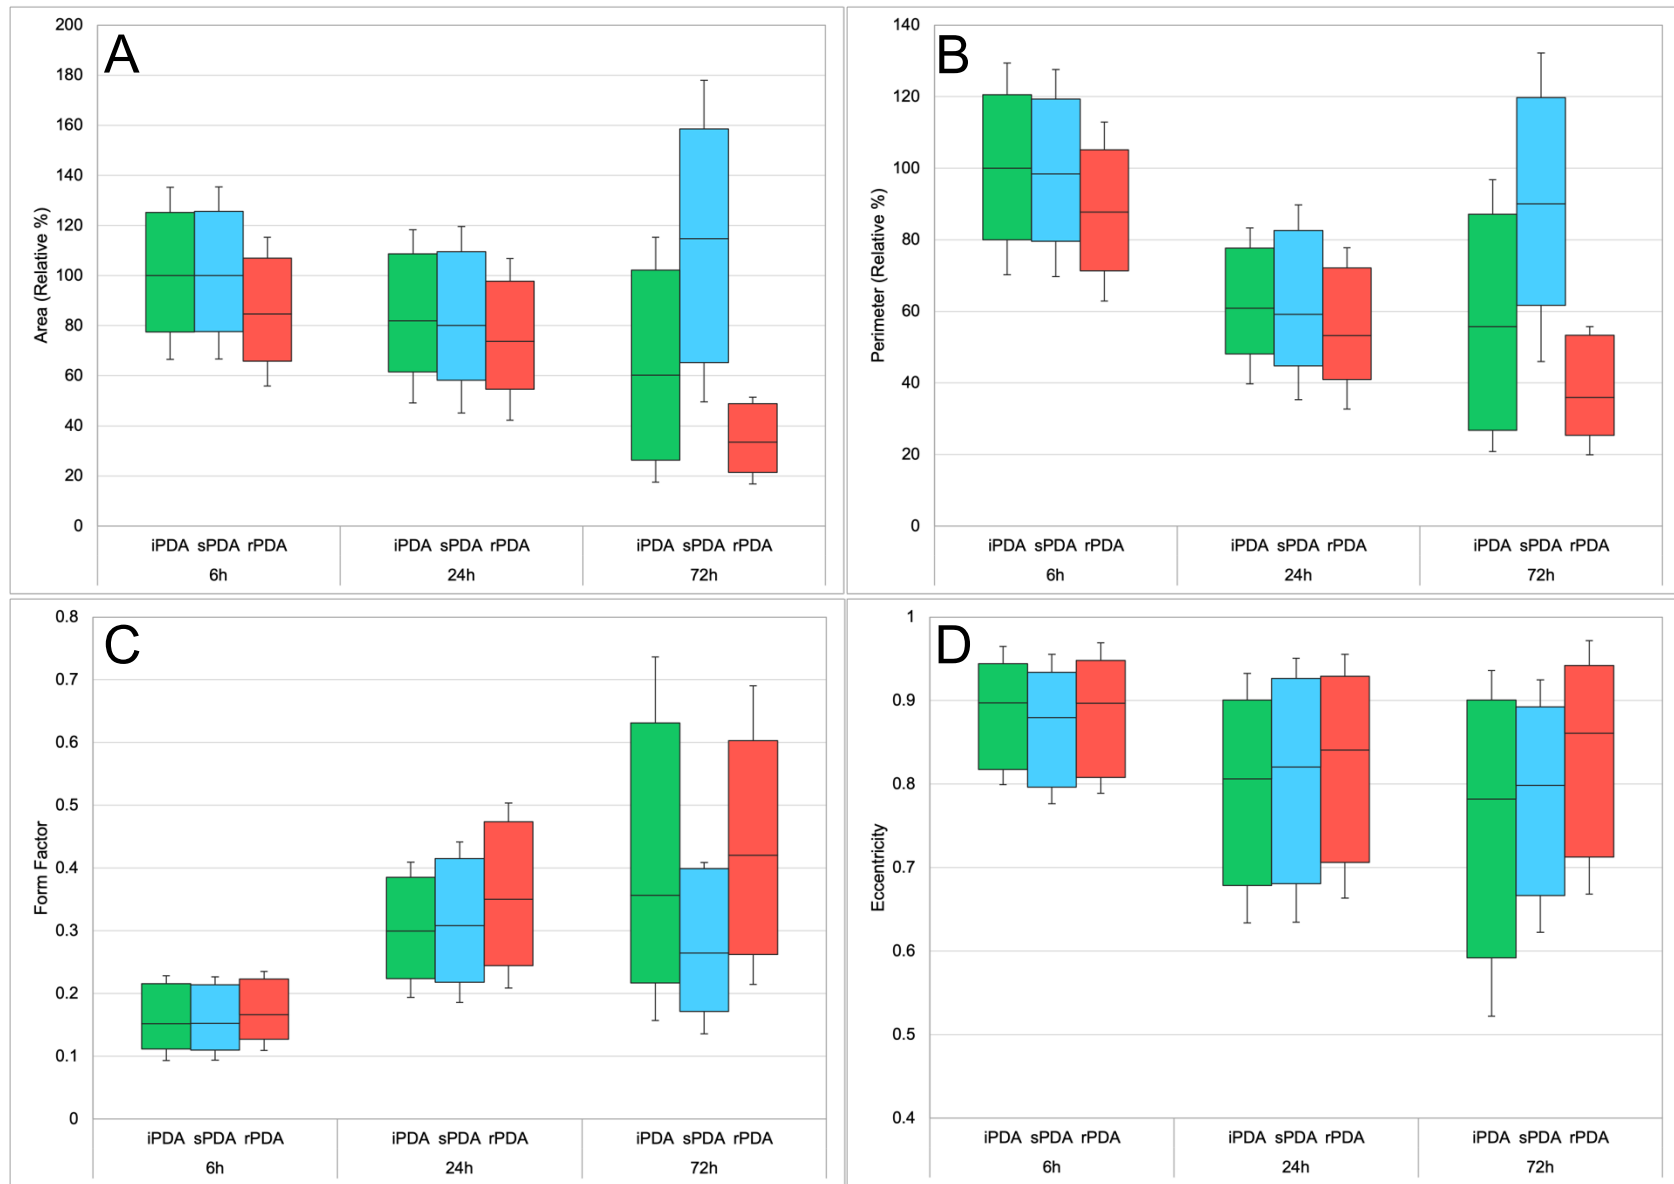 A
Area (Relative %)
200
180
160
140
120
100
80
60
40
20
0
iPDA sPDA rPDA iPDA sPDA rPDA iPDA sPDA rPDA
6h 24h 72h
B
Perimeter (Relative %)
140
120
100
80
60
40
20
0
iPDA sPDA rPDA iPDA sPDA rPDA iPDA sPDA rPDA
6h 24h 72h
C
Form Factor
0.8
0.7
0.6
0.5
0.4
0.3
0.2
0.1
0
iPDA sPDA rPDA iPDA sPDA rPDA iPDA sPDA rPDA
6h 24h 72h
D
Eccentricity
1
0.9
0.8
0.7
0.6
0.5
0.4
iPDA sPDA rPDA iPDA sPDA rPDA iPDA sPDA rPDA
6h 24h 72h